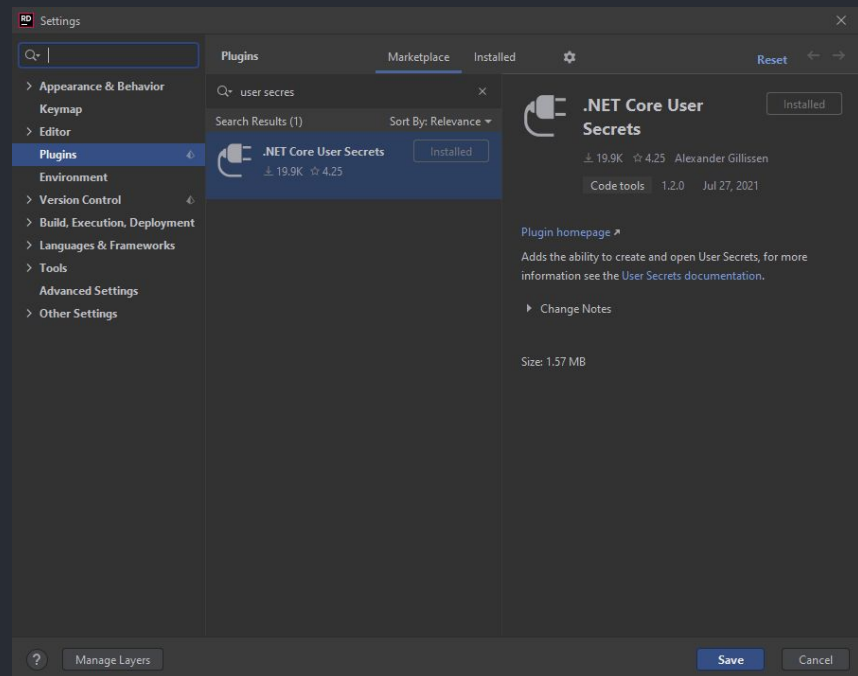 RD Settings
Plugins
Marketplace
Installed
Reset
Appearance & Behavior
Keymap
Editor
Plugins
Environment
Version Control
Build, Execution, Deployment
Languages & Frameworks
Tools
Advanced Settings
Other Settings
user secres
Search Results (1)
Sort By: Relevance
.NET Core User Secrets
19.9K 4.25
Installed
.NET Core User
Secrets
Installed
19.9K 4.25 Alexander Gillissen
Code tools 1.2.0 Jul 27, 2021
Plugin homepage
Adds the ability to create and open User Secrets, for more
information see the User Secrets documentation.
Change Notes
Size: 1.57 MB
?
Manage Layers
Save
Cancel